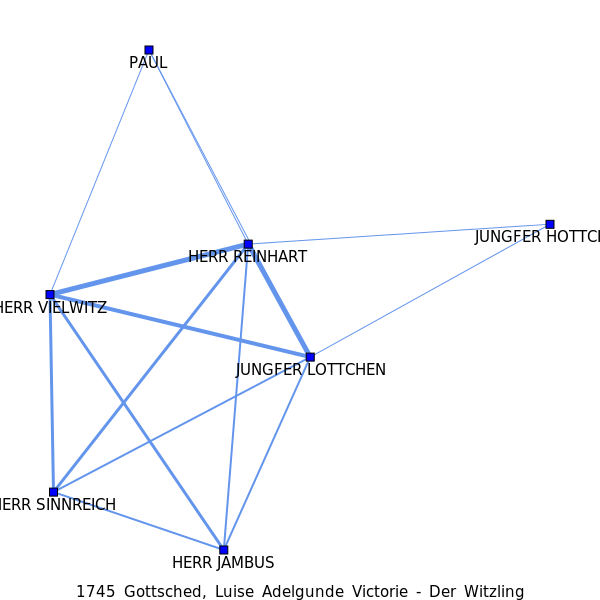 PAUL
JUNGFER HOTTCH
HERR REINHART
HERR VIELWITZ
JUNGFER LOTTCHEN
HERR SINNREICH
HERR JAMBUS
1745 Gottsched, Luise Adelgunde Victorie - Der Witzling